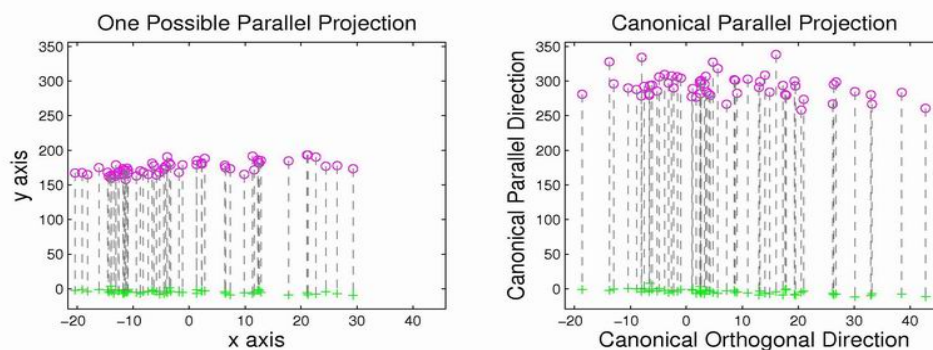 One Possible Parallel Projection
350
300
250
200
150
100
50
0
y axis
−20 −10 0 10 20 30 40
x axis
Canonical Parallel Projection
350
300
250
200
150
100
50
0
Canonical Parallel Direction
−20 −10 0 10 20 30 40
Canonical Orthogonal Direction